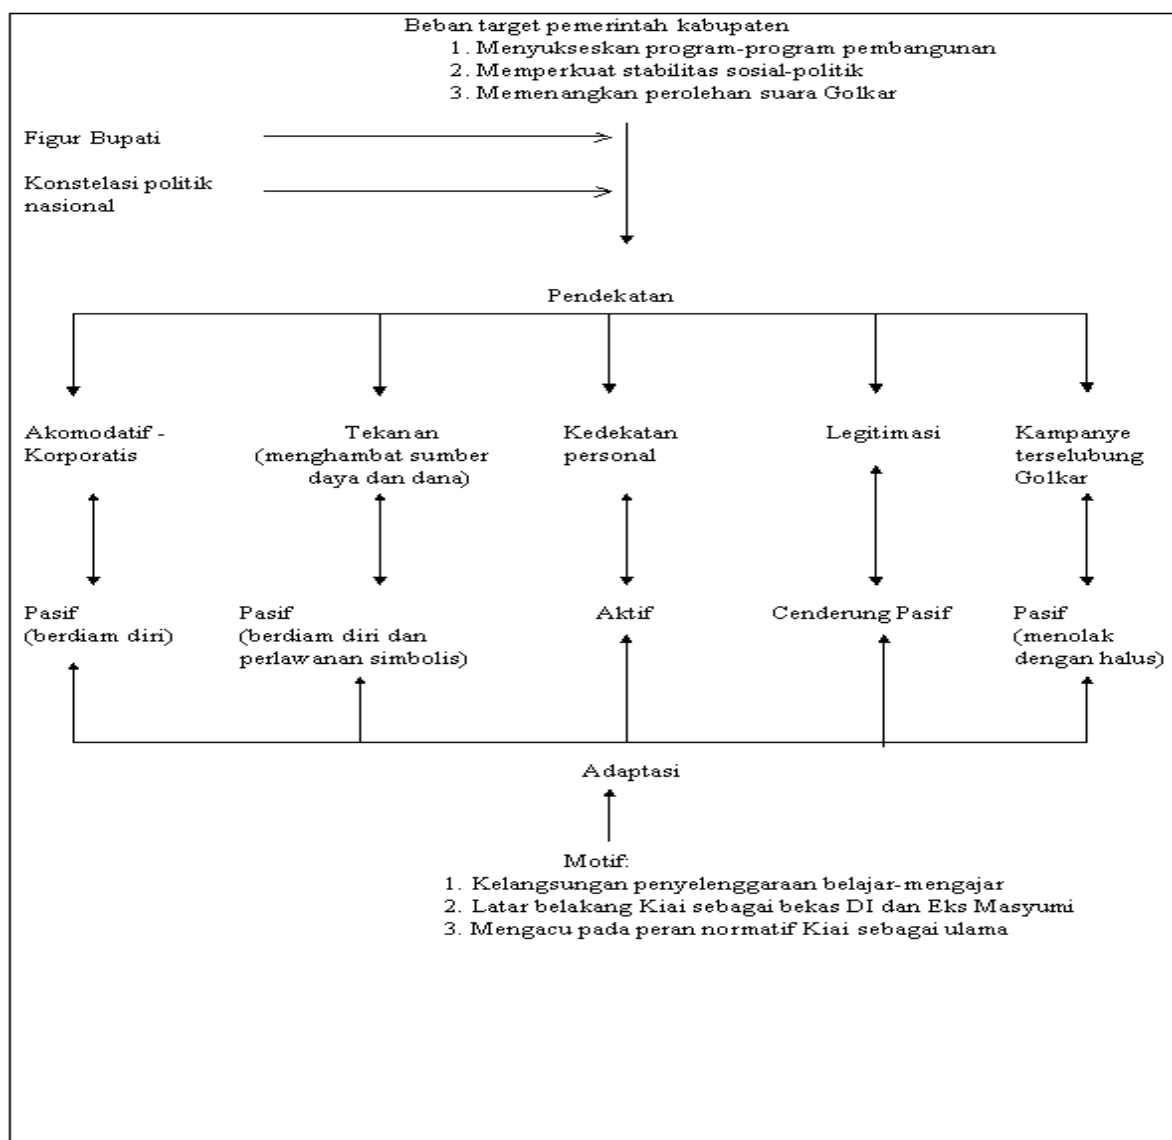 Beban target pemerintah kabupaten
1. Menyukseskan program-program pembangunan
2. Memperkuat stabilitas sosial-politik
3. Memenangkan perolehan suara Golkar
Figur Bupati
Konstelasi politik
nasional
Pendekatan
Akomodatif -
Korporatis
Tekanan
(menghambat sumber
daya dan dana)
Kedekatan
personal
Legitimasi
Kampanye
terselubung
Golkar
Pasif
(berdiam diri)
Pasif
(berdiam diri dan
perlawanan simbolis)
Aktif
Cenderung Pasif
Pasif
(menolak
dengan halus)
Adaptasi
Motif:
1. Kelangsungan penyelenggaraan belajar-mengajar
2. Latar belakang Kiai sebagai bekas DI dan Eks Masyumi
3. Mengacu pada peran normatif Kiai sebagai ulama